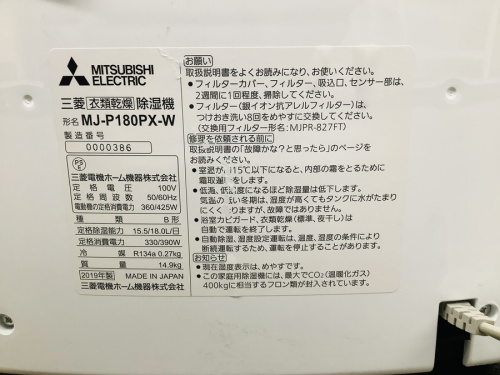 MITSUBISHI
ELECTRIC
三菱 衣類乾燥 除湿機
形名 MJ-P180PX-W
製造番号
0000386
PS
E
三菱電機ホーム機器株式会社
定格電圧 100V
定格周波数 50/60Hz
電動機の定格消費電力 360/425W
種類 B形
定格除湿能力 15.5/18.0L/日
定格消費電力 330/390W
冷媒 R134a 0.27kg
質量 14.9kg
2019年製 MADE IN JAPAN
三菱電機ホーム機器株式会社
お願い
取扱説明書をよくお読みになり、お使いください。
●フィルターカバー、フィルター、吸込口、センサー部は、
2週間に1回程度、掃除してください。
●フィルター(銀イオン抗アレルフィルター)は、
つけおき洗い8回をめやすに交換してください。
(交換用フィルター形名:MJPR-827FT)
修理を依頼される前に
取扱説明書の「故障かな?と思ったら」のページを
お読みください。
●室温が15℃以下になると、内部の霜をとるために
除湿運転を
●低温、低湿度になるほど除湿量は低下します。
気温の低い冬期は、湿度が高くてもタンクに水がたまり
にくくなりますが、故障ではありません。
●浴室カビガード、衣類乾燥(標準、夜干し)は
自動で運転を終了します。
●自動除湿、湿度設定運転は、温度、湿度の条件により
断続運転するため、運転を停止することがあります。
お知らせ
●現在湿度表示は、めやすです。
●この家庭用除湿機には、最大でCO2(温暖化ガス)
400kgに相当するフロン類が封入されています。